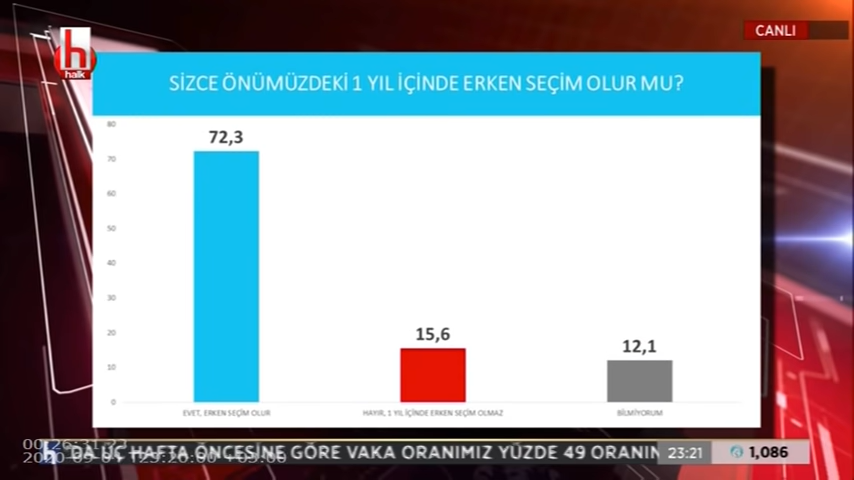 CANLI
h
halk
SİZCE ÖNÜMÜZDEKİ 1 YIL İÇİNDE ERKEN SEÇİM OLUR MU?
80
70
60
50
40
30
20
10
0
72,3
15,6
12,1
EVET, ERKEN SEÇİM OLUR
HAYIR, 1 YIL İÇİNDE ERKEN SEÇİM OLMAZ
BİLMİYORUM
h DA ÜÇ HAFTA ÖNCESİNE GÖRE VAKA ORANIMIZ YÜZDE 49 ORANIN
23:21
1,086